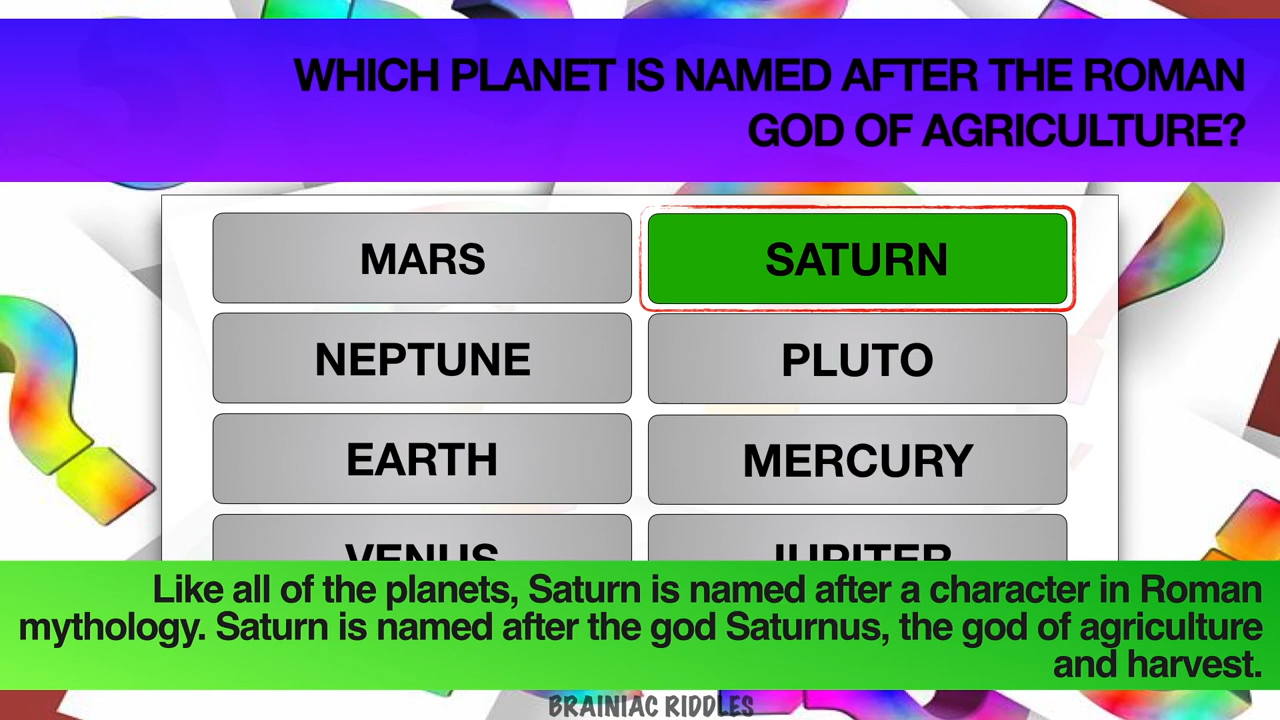 WHICH PLANET IS NAMED AFTER THE ROMAN
GOD OF AGRICULTURE?
MARS
SATURN
NEPTUNE
PLUTO
EARTH
MERCURY
VENUS
JUPITER
Like all of the planets, Saturn is named after a character in Roman
mythology. Saturn is named after the god Saturnus, the god of agriculture
and harvest.
BRAINIAC RIDDLES